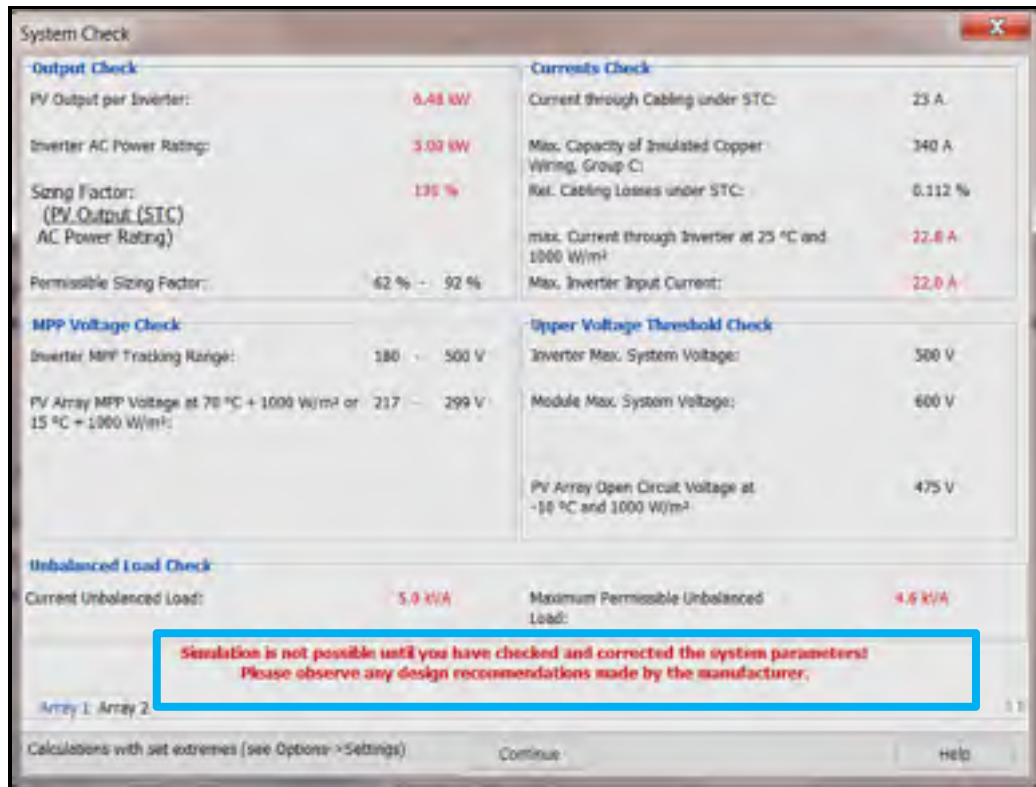 System Check
Output Check
PV Output per Inverter: 6.48 kW
Inverter AC Power Rating: kW
Sizing Factor: %
(PV Output (STC)
AC Power Rating)
Permissible Sizing Factor: 62 % - 92 %
Currents Check
Current through Cabling under STC: 23 A
Max. Capacity of Insulated Copper 340 A
Wiring, Group C:
Rel. Cabling Losses under STC: 0.112 %
max. Current through Inverter at 25 °C and 22.8 A
1000 W/m²
Max. Inverter Input Current: 22.0 A
MPP Voltage Check
Inverter MPP Tracking Range: 180 - 500 V
PV Array MPP Voltage at 70 °C + 1000 W/m² or 217 - 299 V
15 °C + 1000 W/m²:
Upper Voltage Threshold Check
Inverter Max. System Voltage: 500 V
Module Max. System Voltage: 600 V
PV Array Open Circuit Voltage at 475 V
-10 °C and 1000 W/m²
Unbalanced Load Check
Current Unbalanced Load: 5.0 kVA
Maximum Permissible Unbalanced 4.6 kVA
Load:
Simulation is not possible until you have checked and corrected the system parameters!
Please observe any design recommendations made by the manufacturer.
Array 1 Array 2
Calculations with set extremes (see Options->Settings)
Continue
Help